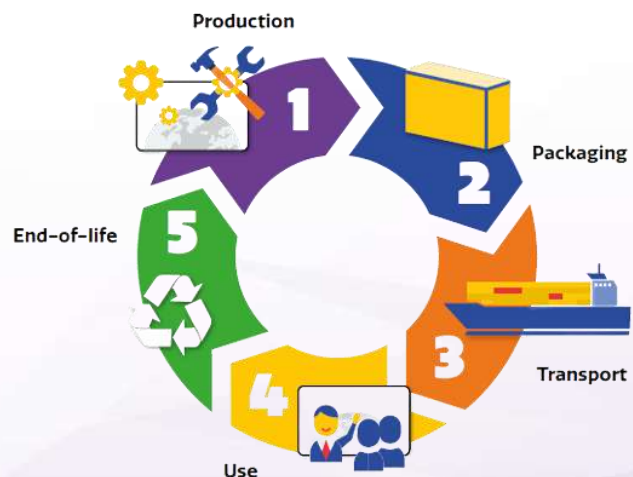 Production
1
Packaging
2
Transport
3
Use
4
End-of-life
5